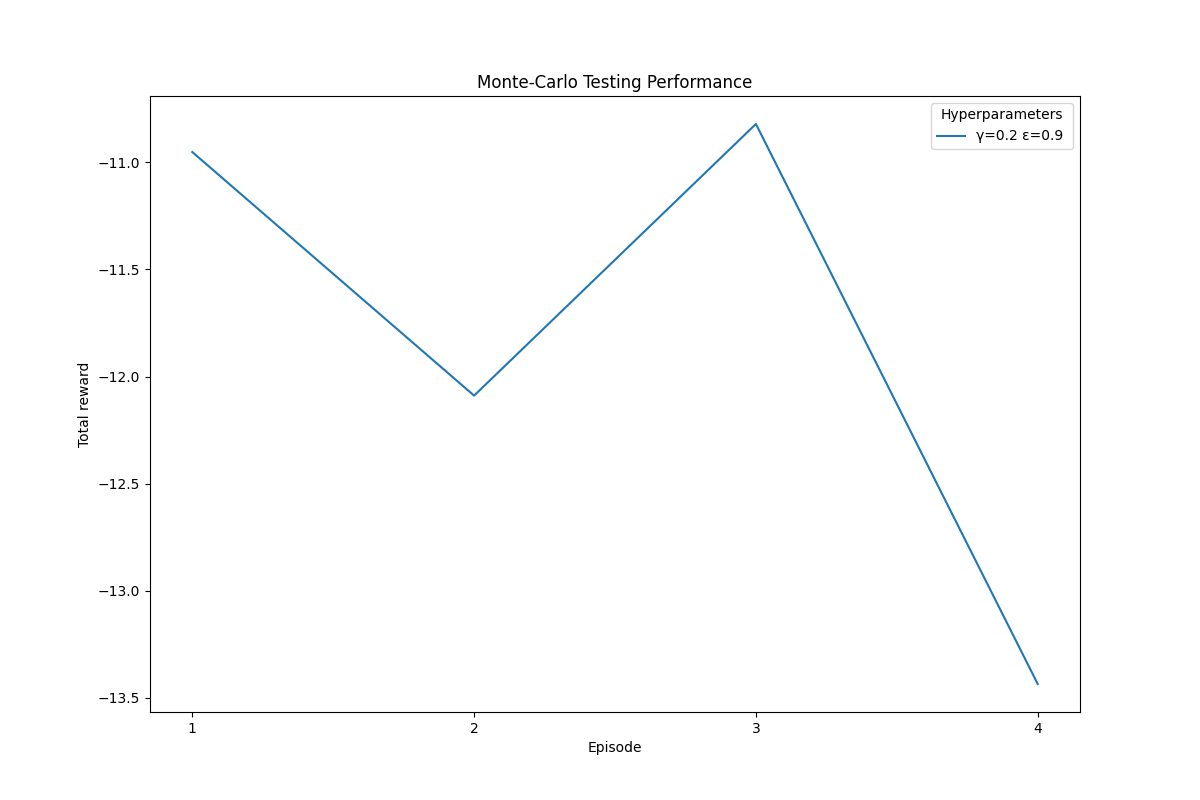 Monte-Carlo Testing Performance
Hyperparameters
γ=0.2 ε=0.9
Total reward
−11.0
−11.5
−12.0
−12.5
−13.0
−13.5
1 2 3 4
Episode